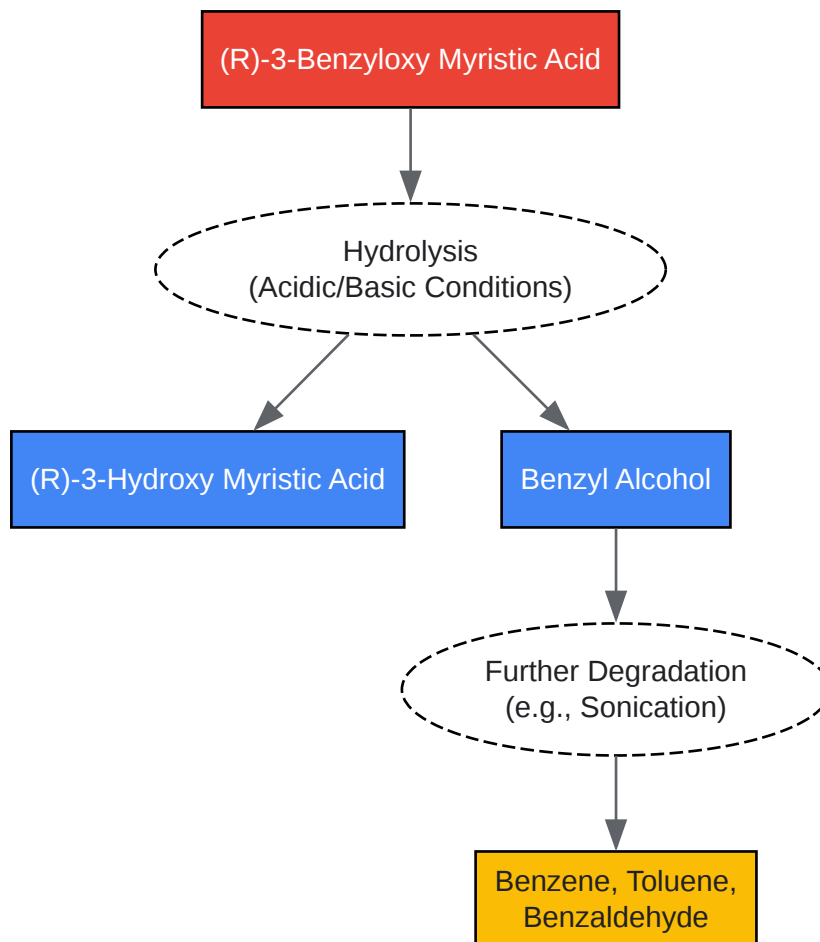 (R)-3-Benzyloxy Myristic Acid
Hydrolysis
(Acidic/Basic Conditions)
(R)-3-Hydroxy Myristic Acid
Benzyl Alcohol
Further Degradation
(e.g., Sonication)
Benzene, Toluene,
Benzaldehyde